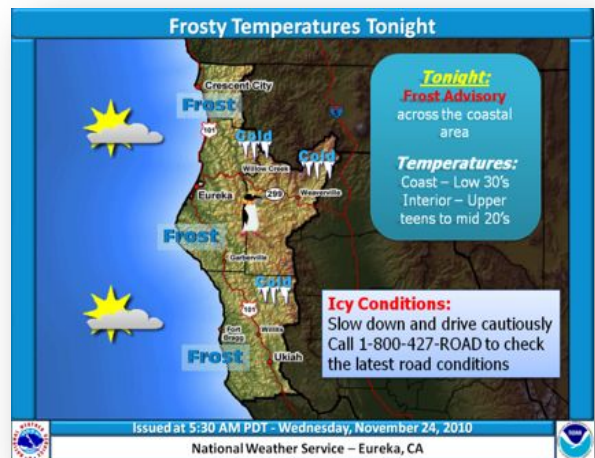 Frosty Temperatures Tonight
Crescent City
Frost
101
Cold
Cold
Willow Creek
Weaverville
Eureka
299
Frost
Garberville
Cold
101
Fort
Bragg
Willits
Frost
Ukiah
5
Tonight:
Frost Advisory
across the coastal
area
Temperatures:
Coast – Low 30's
Interior – Upper
teens to mid 20's
Icy Conditions:
Slow down and drive cautiously
Call 1-800-427-ROAD to check
the latest road conditions
Issued at 5:30 AM PDT - Wednesday, November 24, 2010
National Weather Service – Eureka, CA